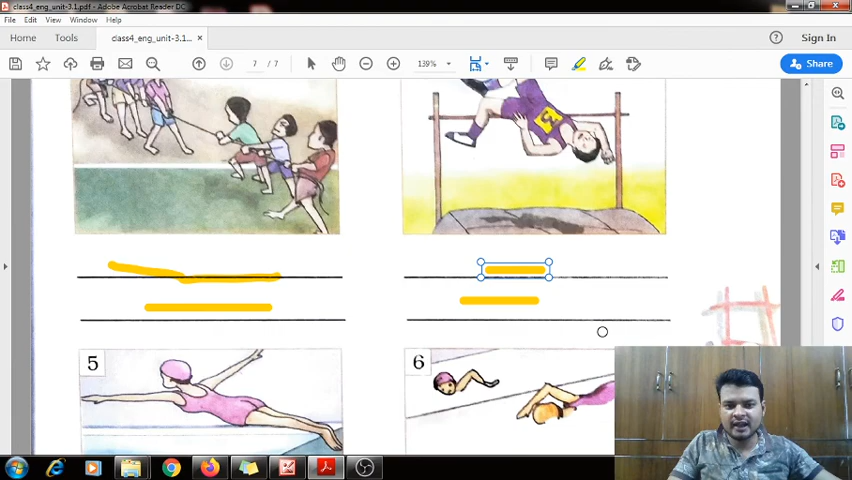 class4_eng_unit-3.1.pdf - Adobe Acrobat Reader DC
File Edit View Window Help
Home Tools class4_eng_unit-3.1... × Sign In
7 / 7 139% Share
3
5
6